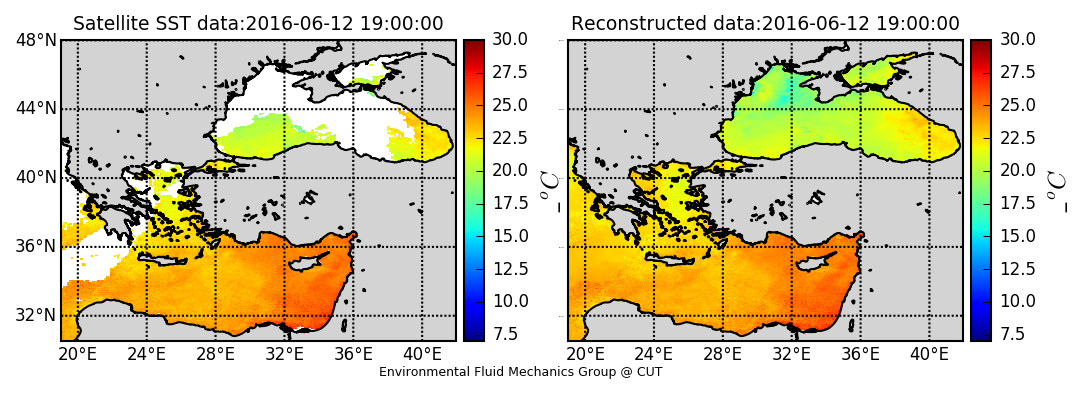 Satellite SST data:2016-06-12 19:00:00
Reconstructed data:2016-06-12 19:00:00
48°N
44°N
40°N
36°N
32°N
20°E 24°E 28°E 32°E 36°E 40°E
30.0
27.5
25.0
22.5
20.0
17.5
15.0
12.5
10.0
7.5
_ °C
20°E 24°E 28°E 32°E 36°E 40°E
30.0
27.5
25.0
22.5
20.0
17.5
15.0
12.5
10.0
7.5
_ °C
Environmental Fluid Mechanics Group @ CUT